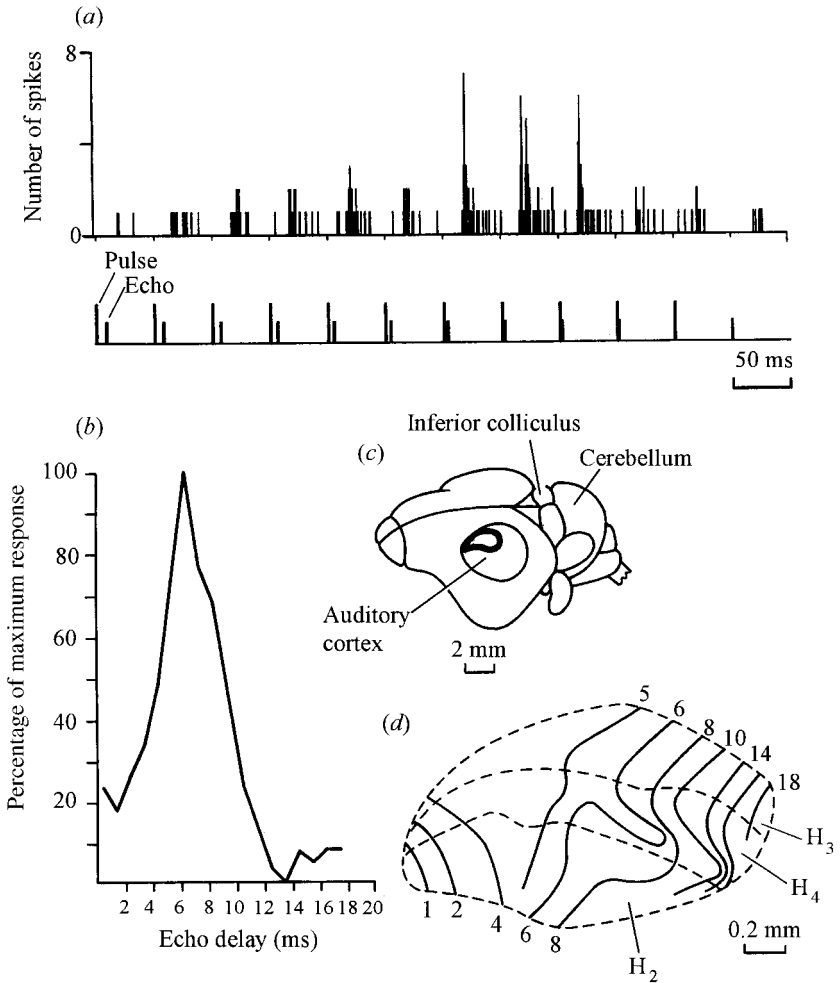 (a)
8
Number of spikes
0
Pulse
Echo
50 ms
(b)
Percentage of maximum response
100
80
60
40
20
2 4 6 8 10 12 14 16 18 20
Echo delay (ms)
(c)
Inferior colliculus
Cerebellum
Auditory
cortex
2 mm
(d)
5
6
8
10
14
18
H3
H4
H2
1
2
4
6
8
0.2 mm